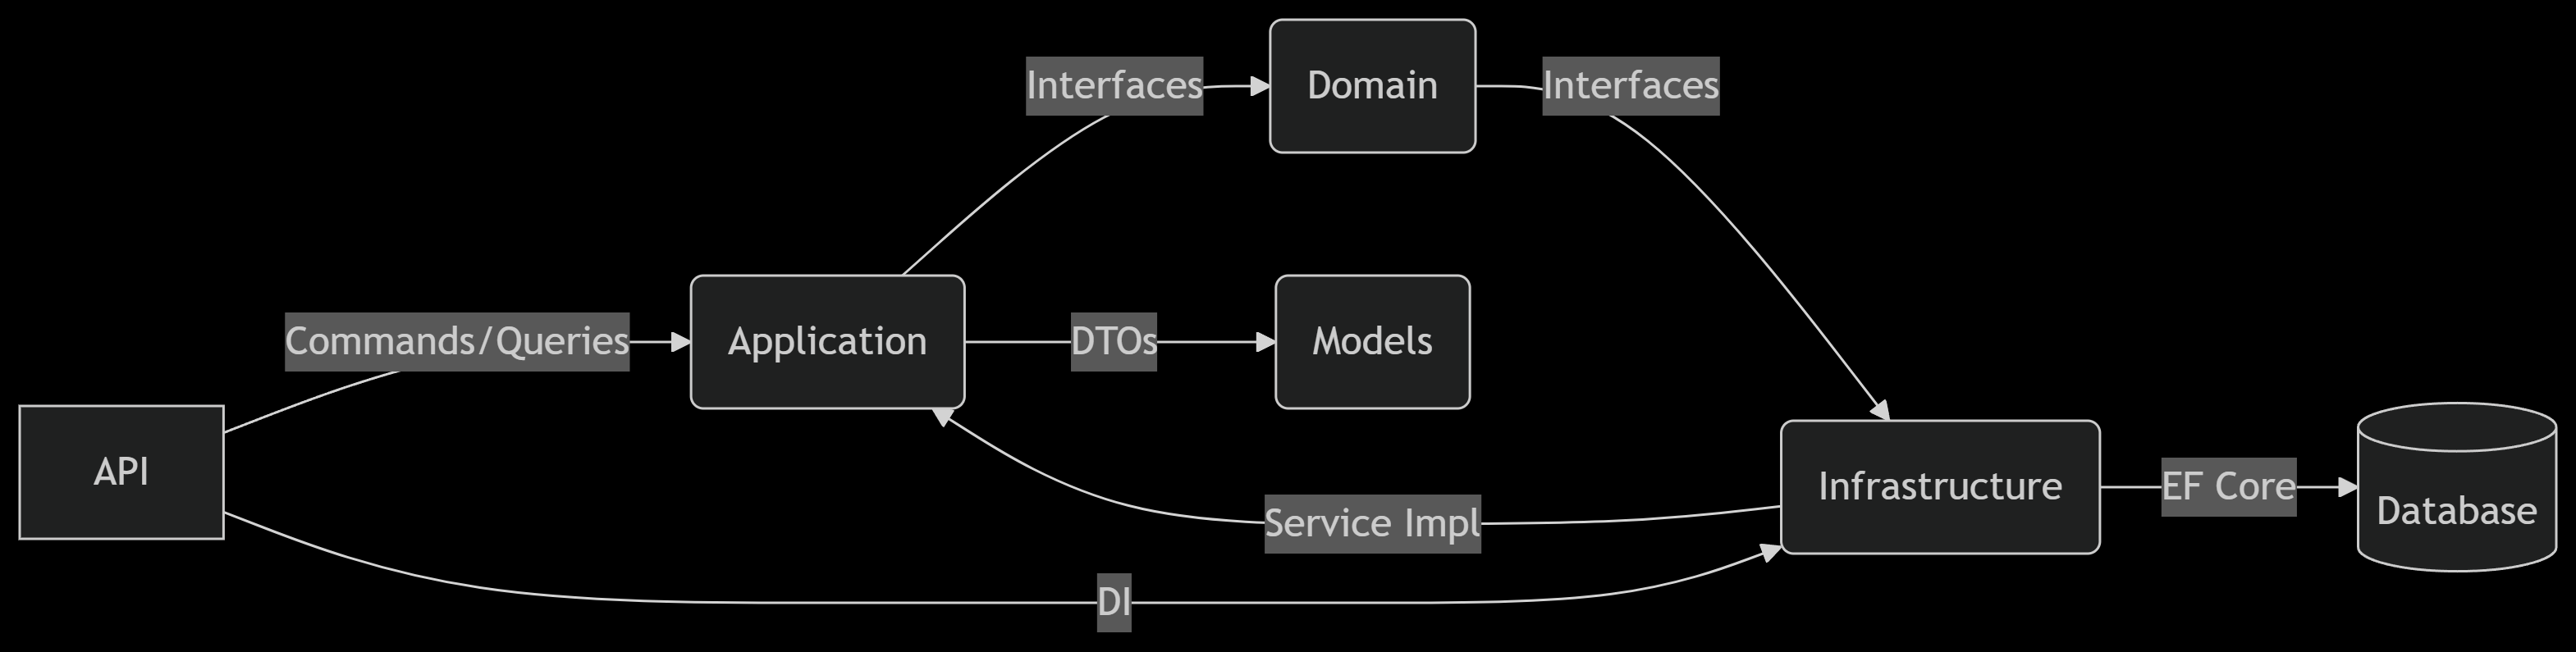 Interfaces
Domain
Interfaces
Commands/Queries
Application
DTOs
Models
API
Service Impl
Infrastructure
EF Core
Database
DI